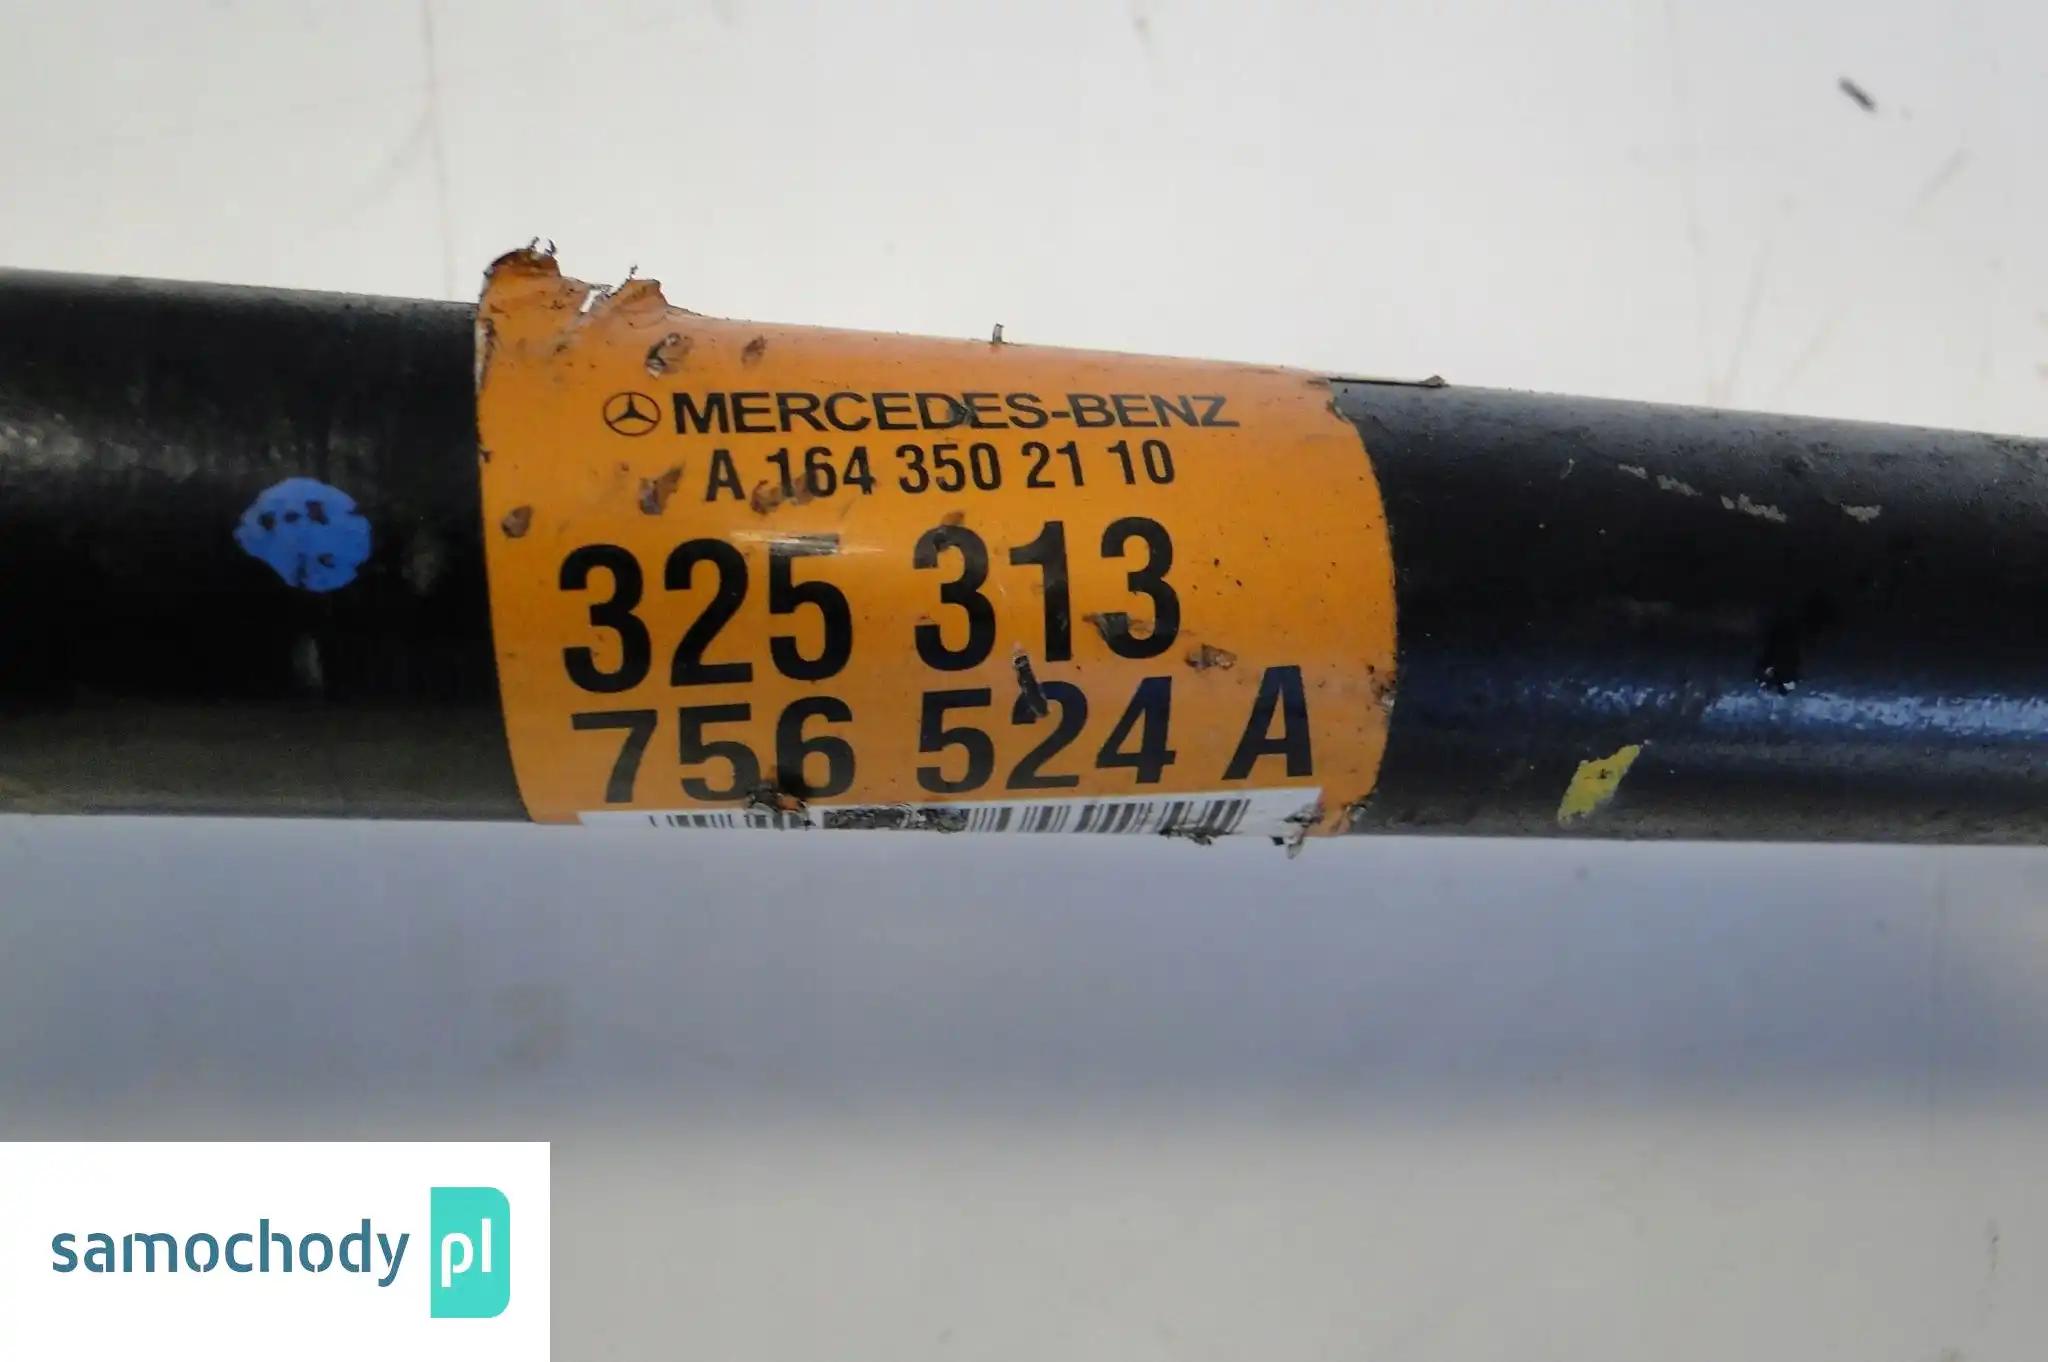 MERCEDES-BENZ
A 164 350 21 10
325 313
756 524 A
samochody pl